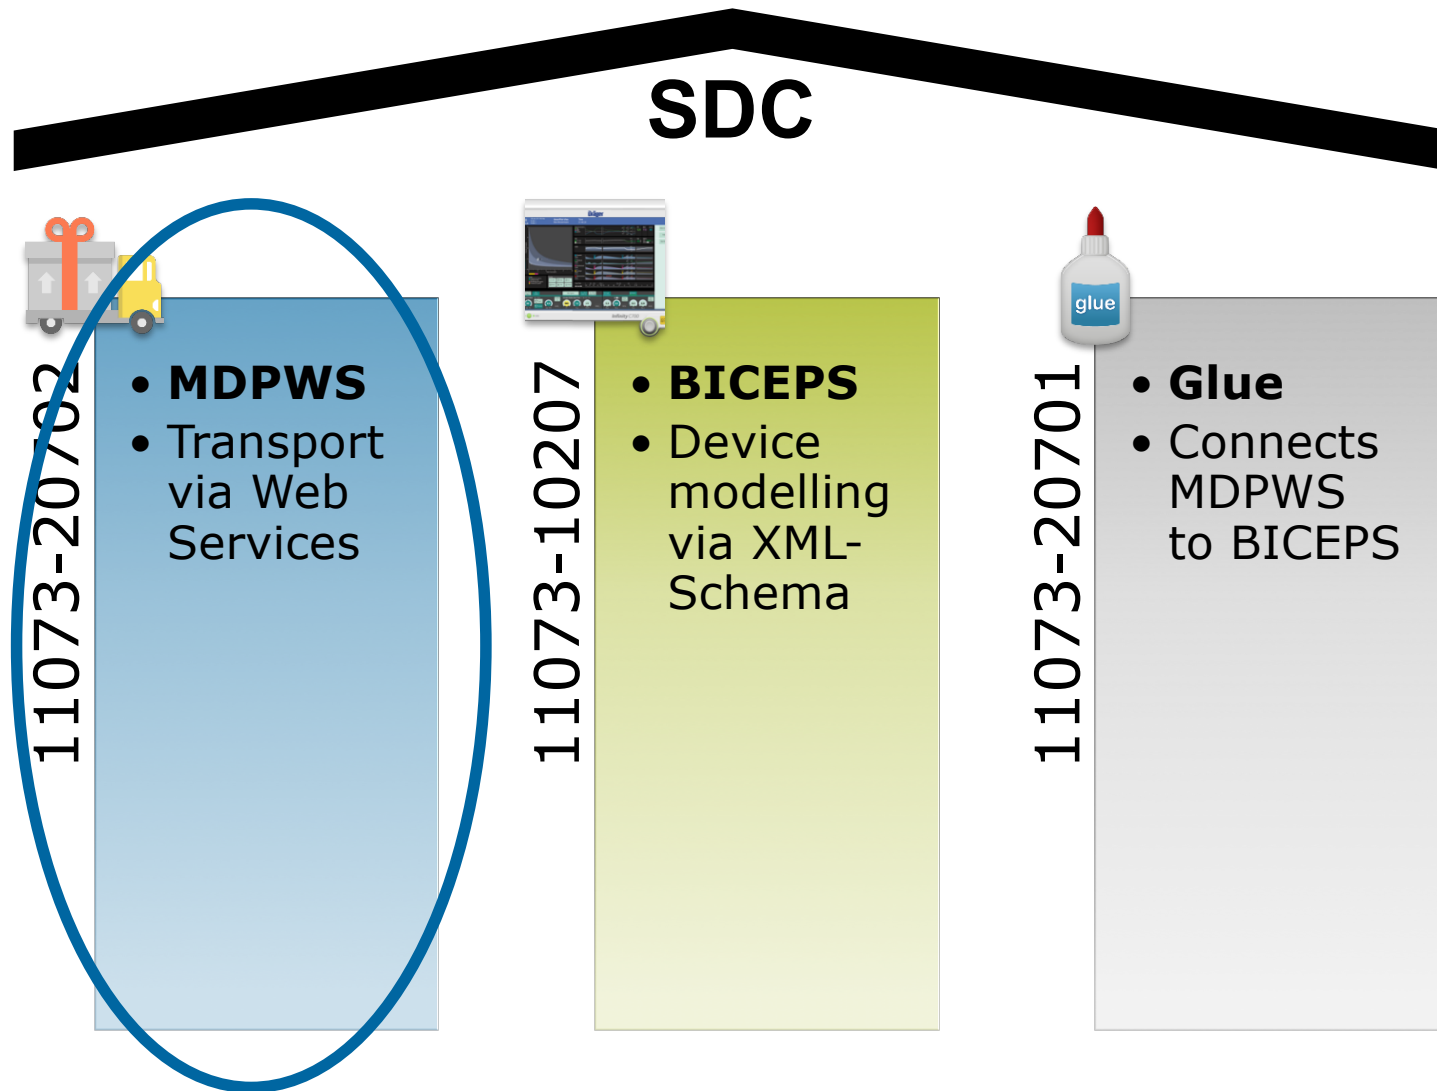 SDC
11073-20702
• MDPWS
• Transport
via Web
Services
Dräger
11073-10207
• BICEPS
• Device
modelling
via XML-
Schema
glue
11073-20701
• Glue
• Connects
MDPWS
to BICEPS